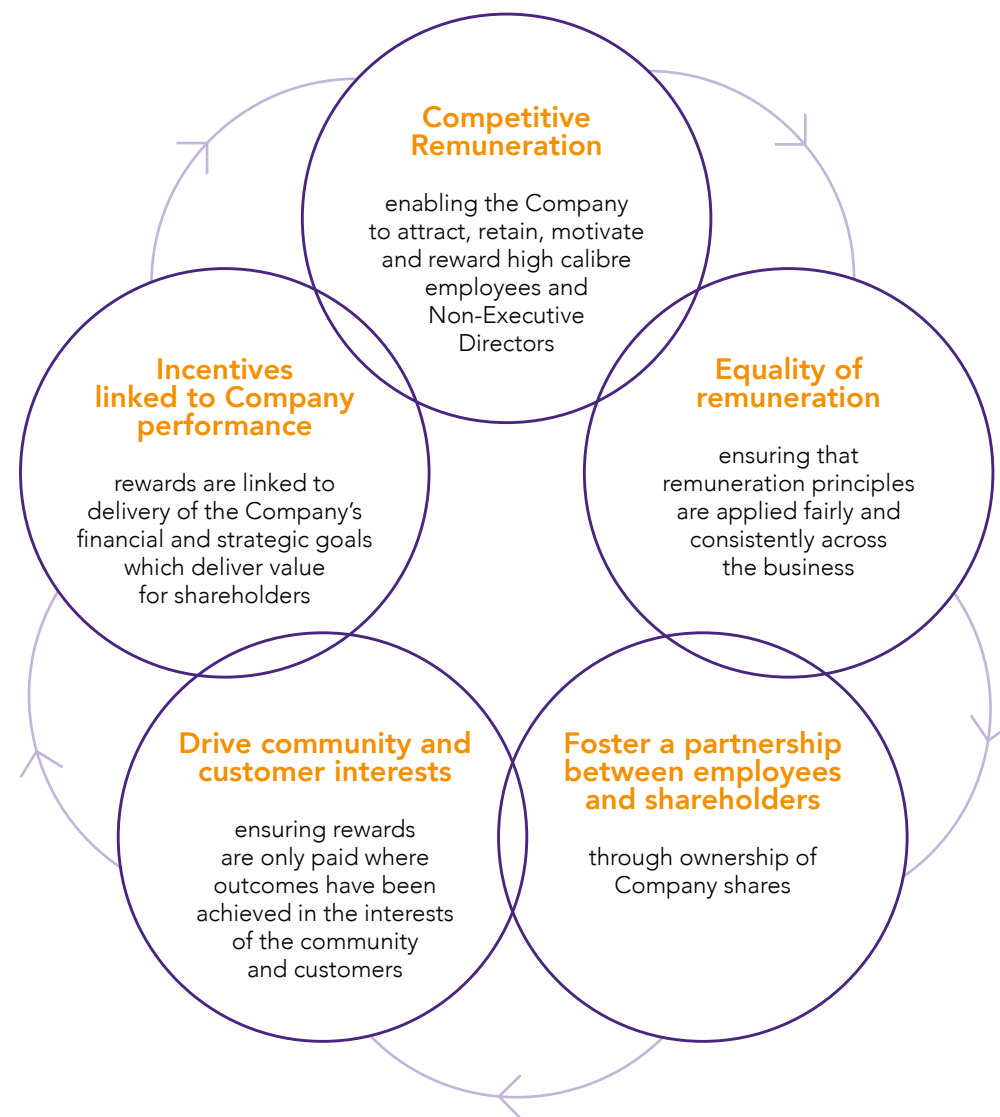 Competitive
Remuneration
enabling the Company
to attract, retain, motivate
and reward high calibre
employees and
Non-Executive
Directors
Equality of
remuneration
ensuring that
remuneration principles
are applied fairly and
consistently across
the business
Foster a partnership
between employees
and shareholders
through ownership of
Company shares
Drive community and
customer interests
ensuring rewards
are only paid where
outcomes have been
achieved in the interests
of the community
and customers
Incentives
linked to Company
performance
rewards are linked to
delivery of the Company’s
financial and strategic goals
which deliver value
for shareholders